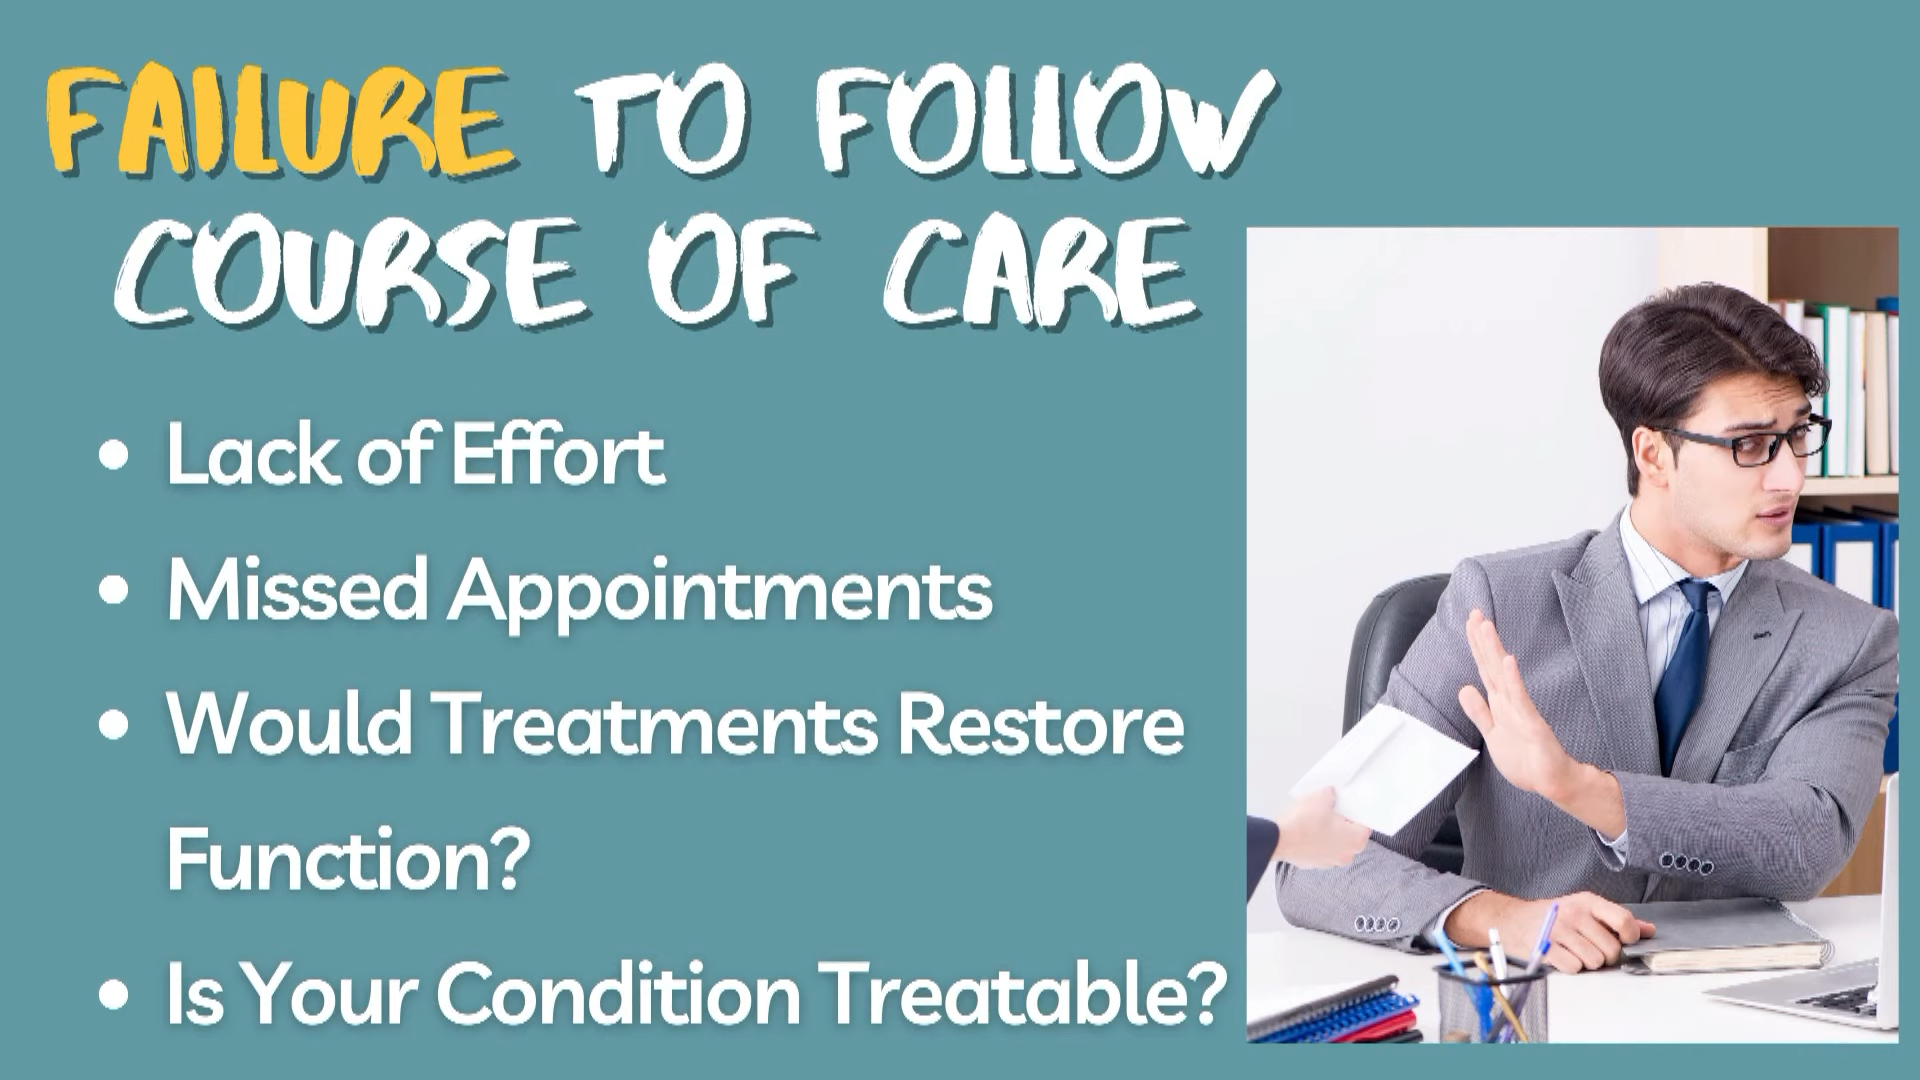 FAILURE TO FOLLOW
COURSE OF CARE
• Lack of Effort
• Missed Appointments
• Would Treatments Restore
Function?
• Is Your Condition Treatable?